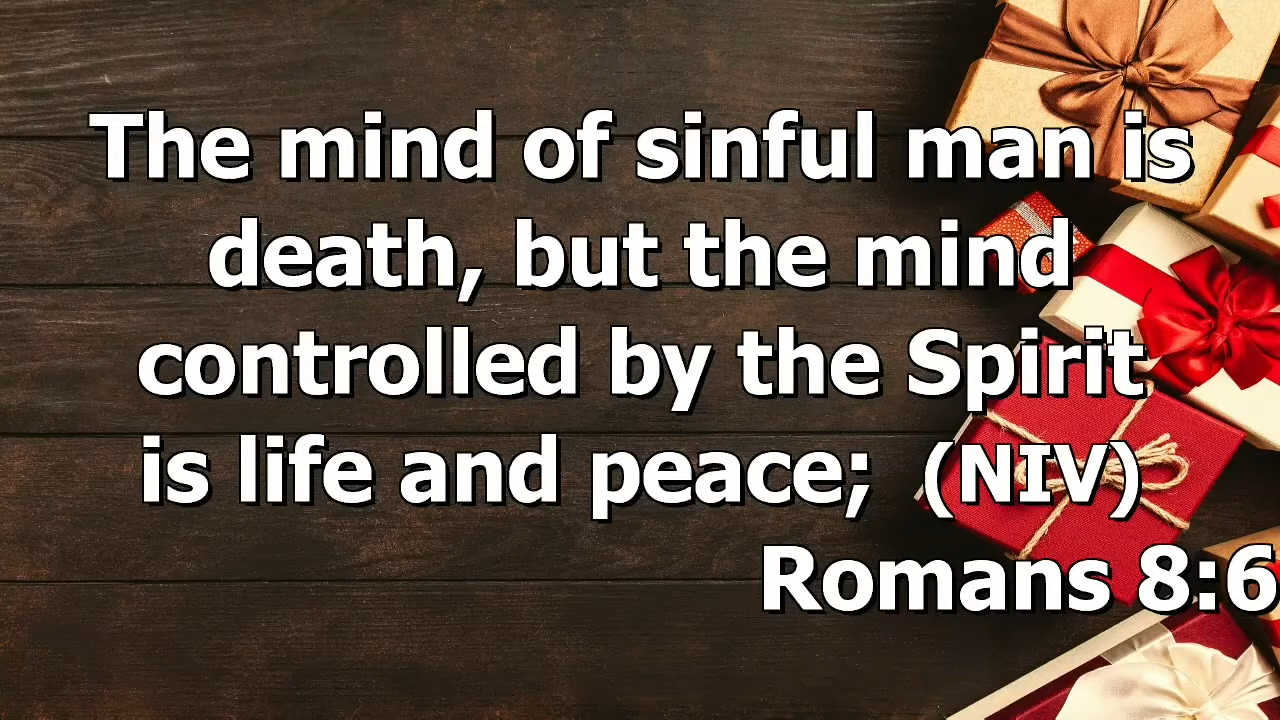 The mind of sinful man is
death, but the mind
controlled by the Spirit
is life and peace;  (NIV)
Romans 8:6